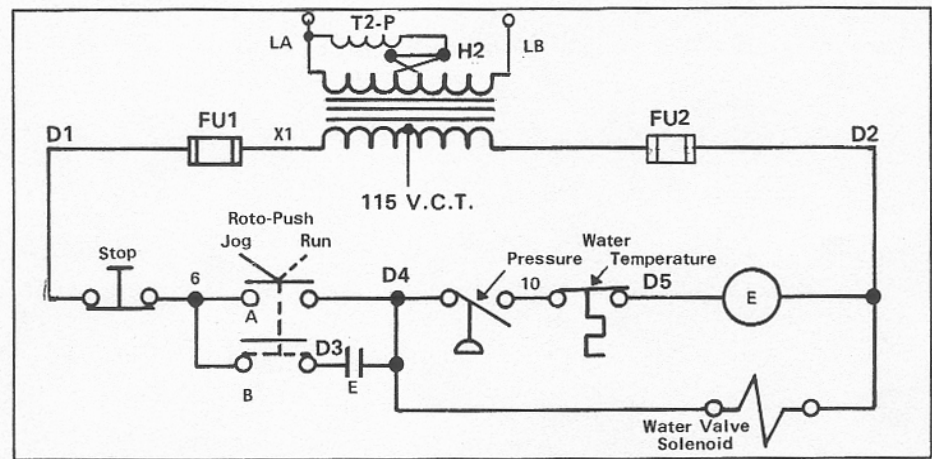 T2-P
LA
H2
LB
D1
FU1
X1
FU2
D2
115 V.C.T.
Roto-Push
Jog
Run
Stop
6
A
D4
Pressure
Water
Temperature
10
D5
E
D3
B
E
Water Valve
Solenoid